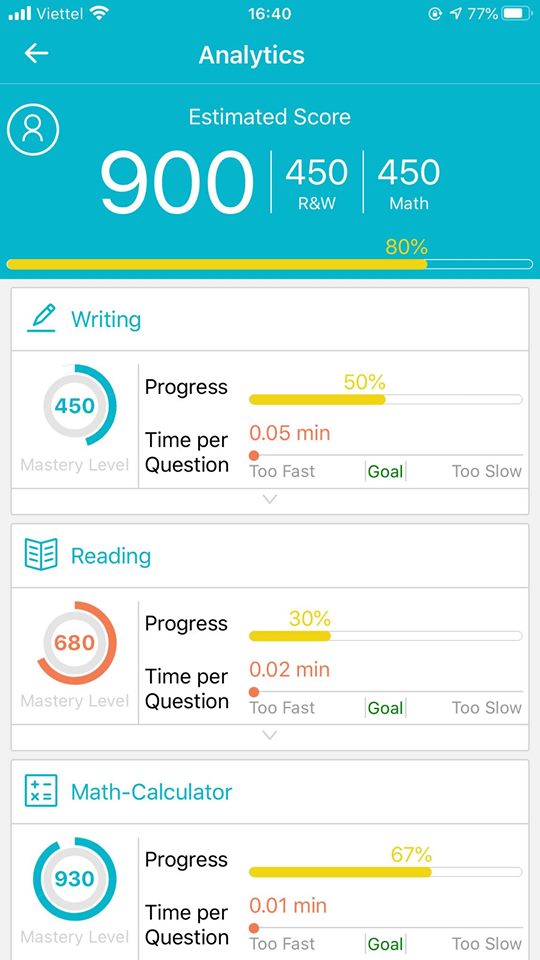 Viettel 16:40 77%
Analytics
Estimated Score
900 450 450
R&W Math
80%
Writing
450
Mastery Level
Progress 50%
Time per Question 0.05 min
Too Fast Goal Too Slow
Reading
680
Mastery Level
Progress 30%
Time per Question 0.02 min
Too Fast Goal Too Slow
Math-Calculator
930
Mastery Level
Progress 67%
Time per Question 0.01 min
Too Fast Goal Too Slow